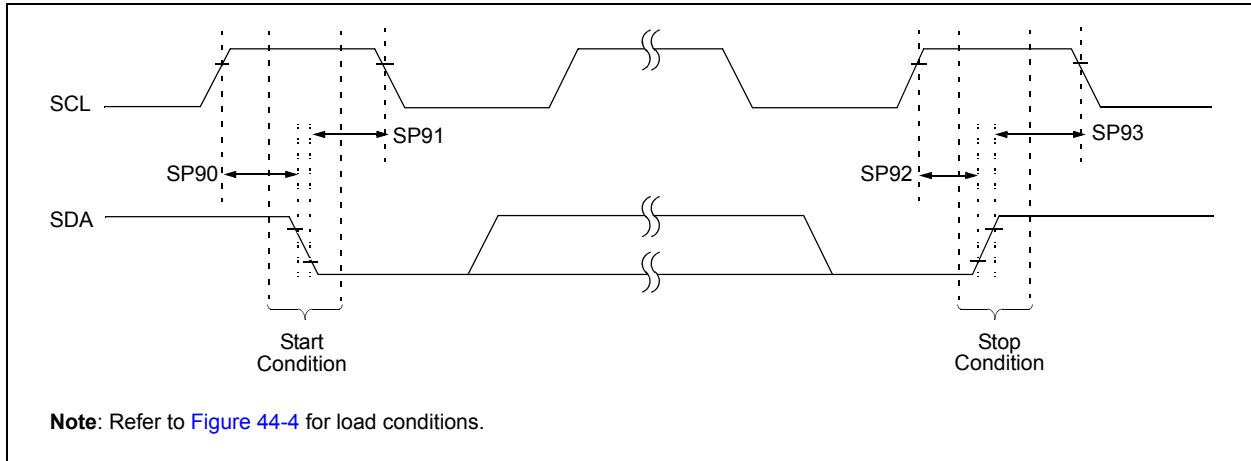 SCL
SP91
SP93
SP90
SP92
SDA
Start
Condition
Stop
Condition
Note: Refer to Figure 44-4 for load conditions.